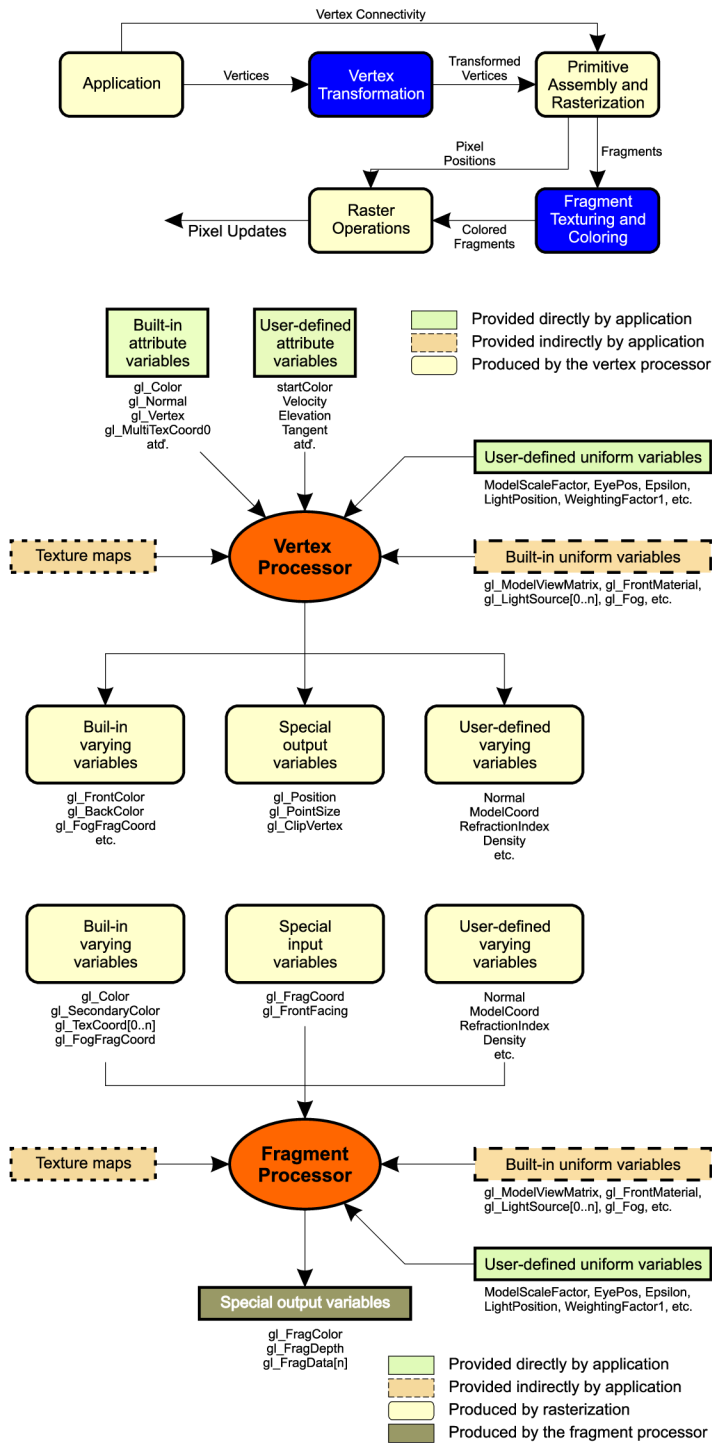 Vertex Connectivity
Application
Vertices
Vertex
Transformation
Transformed
Vertices
Primitive
Assembly and
Rasterization
Pixel
Positions
Fragments
Pixel Updates
Raster
Operations
Colored
Fragments
Fragment
Texturing and
Coloring
Built-in
attribute
variables
gl_Color
gl_Normal
gl_Vertex
gl_MultiTexCoord0
atď.
User-defined
attribute
variables
startColor
Velocity
Elevation
Tangent
atď.
Provided directly by application
Provided indirectly by application
Produced by the vertex processor
User-defined uniform variables
ModelScaleFactor, EyePos, Epsilon,
LightPosition, WeightingFactor1, etc.
Texture maps
Vertex
Processor
Built-in uniform variables
gl_ModelViewMatrix, gl_FrontMaterial,
gl_LightSource[0..n], gl_Fog, etc.
Buil-in
varying
variables
gl_FrontColor
gl_BackColor
gl_FogFragCoord
etc.
Special
output
variables
gl_Position
gl_PointSize
gl_ClipVertex
User-defined
varying
variables
Normal
ModelCoord
RefractionIndex
Density
etc.
Buil-in
varying
variables
gl_Color
gl_SecondaryColor
gl_TexCoord[0..n]
gl_FogFragCoord
Special
input
variables
gl_FragCoord
gl_FrontFacing
User-defined
varying
variables
Normal
ModelCoord
RefractionIndex
Density
etc.
Texture maps
Fragment
Processor
Built-in uniform variables
gl_ModelViewMatrix, gl_FrontMaterial,
gl_LightSource[0..n], gl_Fog, etc.
User-defined uniform variables
ModelScaleFactor, EyePos, Epsilon,
LightPosition, WeightingFactor1, etc.
Special output variables
gl_FragColor
gl_FragDepth
gl_FragData[n]
Provided directly by application
Provided indirectly by application
Produced by rasterization
Produced by the fragment processor